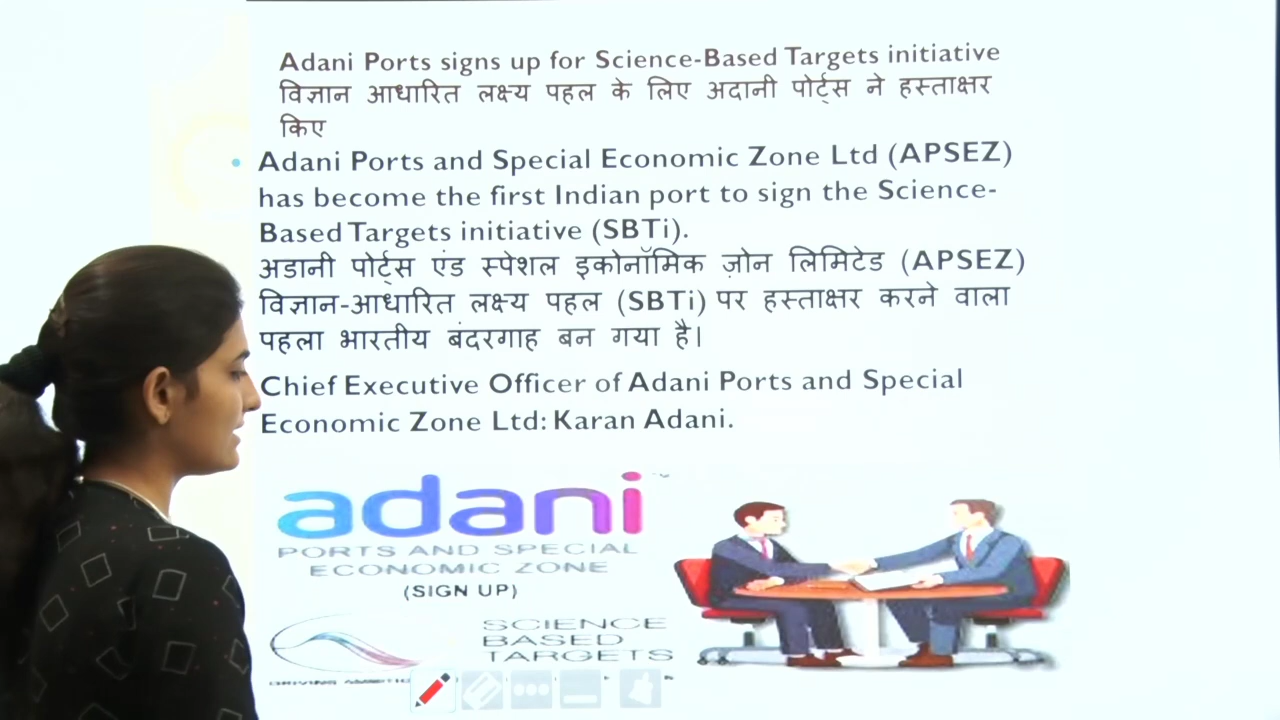 Adani Ports signs up for Science-Based Targets initiative
विज्ञान आधारित लक्ष्य पहल के लिए अदानी पोर्ट्स ने हस्ताक्षर
किए
• Adani Ports and Special Economic Zone Ltd (APSEZ)
has become the first Indian port to sign the Science-
Based Targets initiative (SBTi).
अडानी पोर्ट्स एंड स्पेशल इकोनॉमिक ज़ोन लिमिटेड (APSEZ)
विज्ञान-आधारित लक्ष्य पहल (SBTi) पर हस्ताक्षर करने वाला
पहला भारतीय बंदरगाह बन गया है।
Chief Executive Officer of Adani Ports and Special
Economic Zone Ltd: Karan Adani.
adani
PORTS AND SPECIAL
ECONOMIC ZONE
(SIGN UP)
SCIENCE
BASED
TARGETS